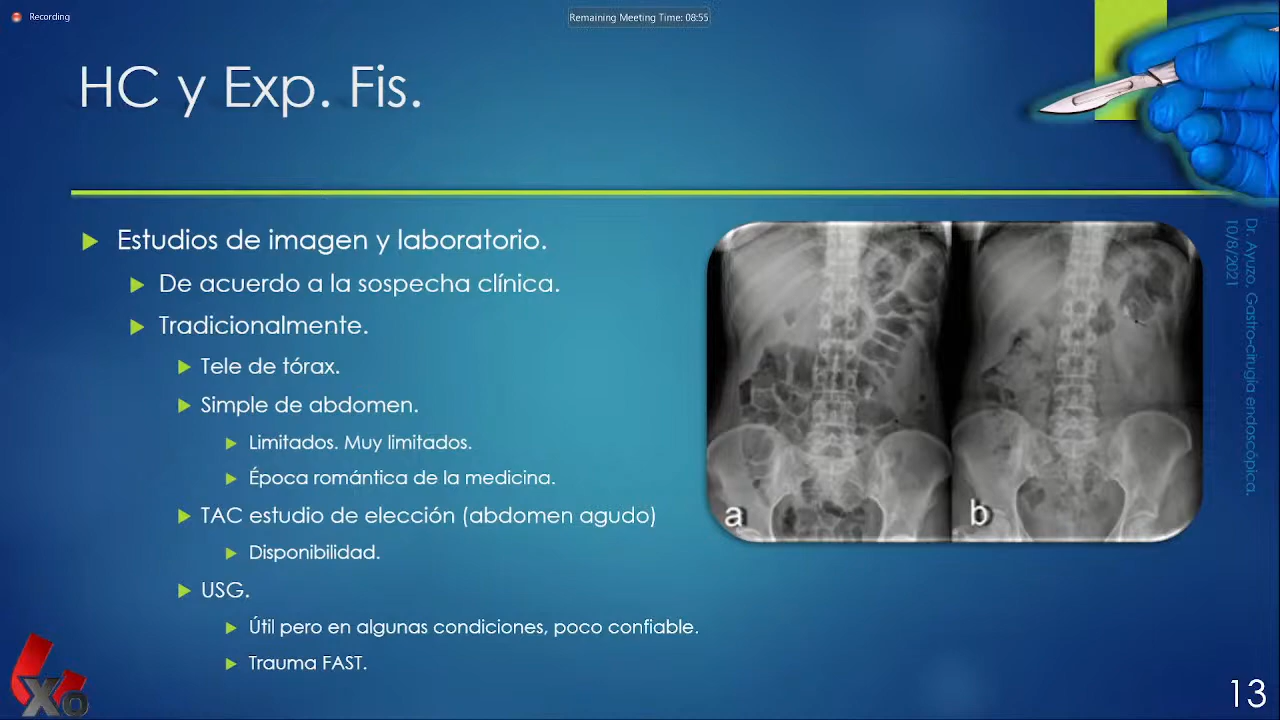 Recording
Remaining Meeting Time: 08:55
HC y Exp. Fis.
Estudios de imagen y laboratorio.
De acuerdo a la sospecha clínica.
Tradicionalmente.
Tele de tórax.
Simple de abdomen.
Limitados. Muy limitados.
Época romántica de la medicina.
TAC estudio de elección (abdomen agudo)
Disponibilidad.
USG.
Útil pero en algunas condiciones, poco confiable.
Trauma FAST.
a
b
Dr. Ayuzo, Gastro-cirugía endoscópica.
10/8/2021
Xo
13